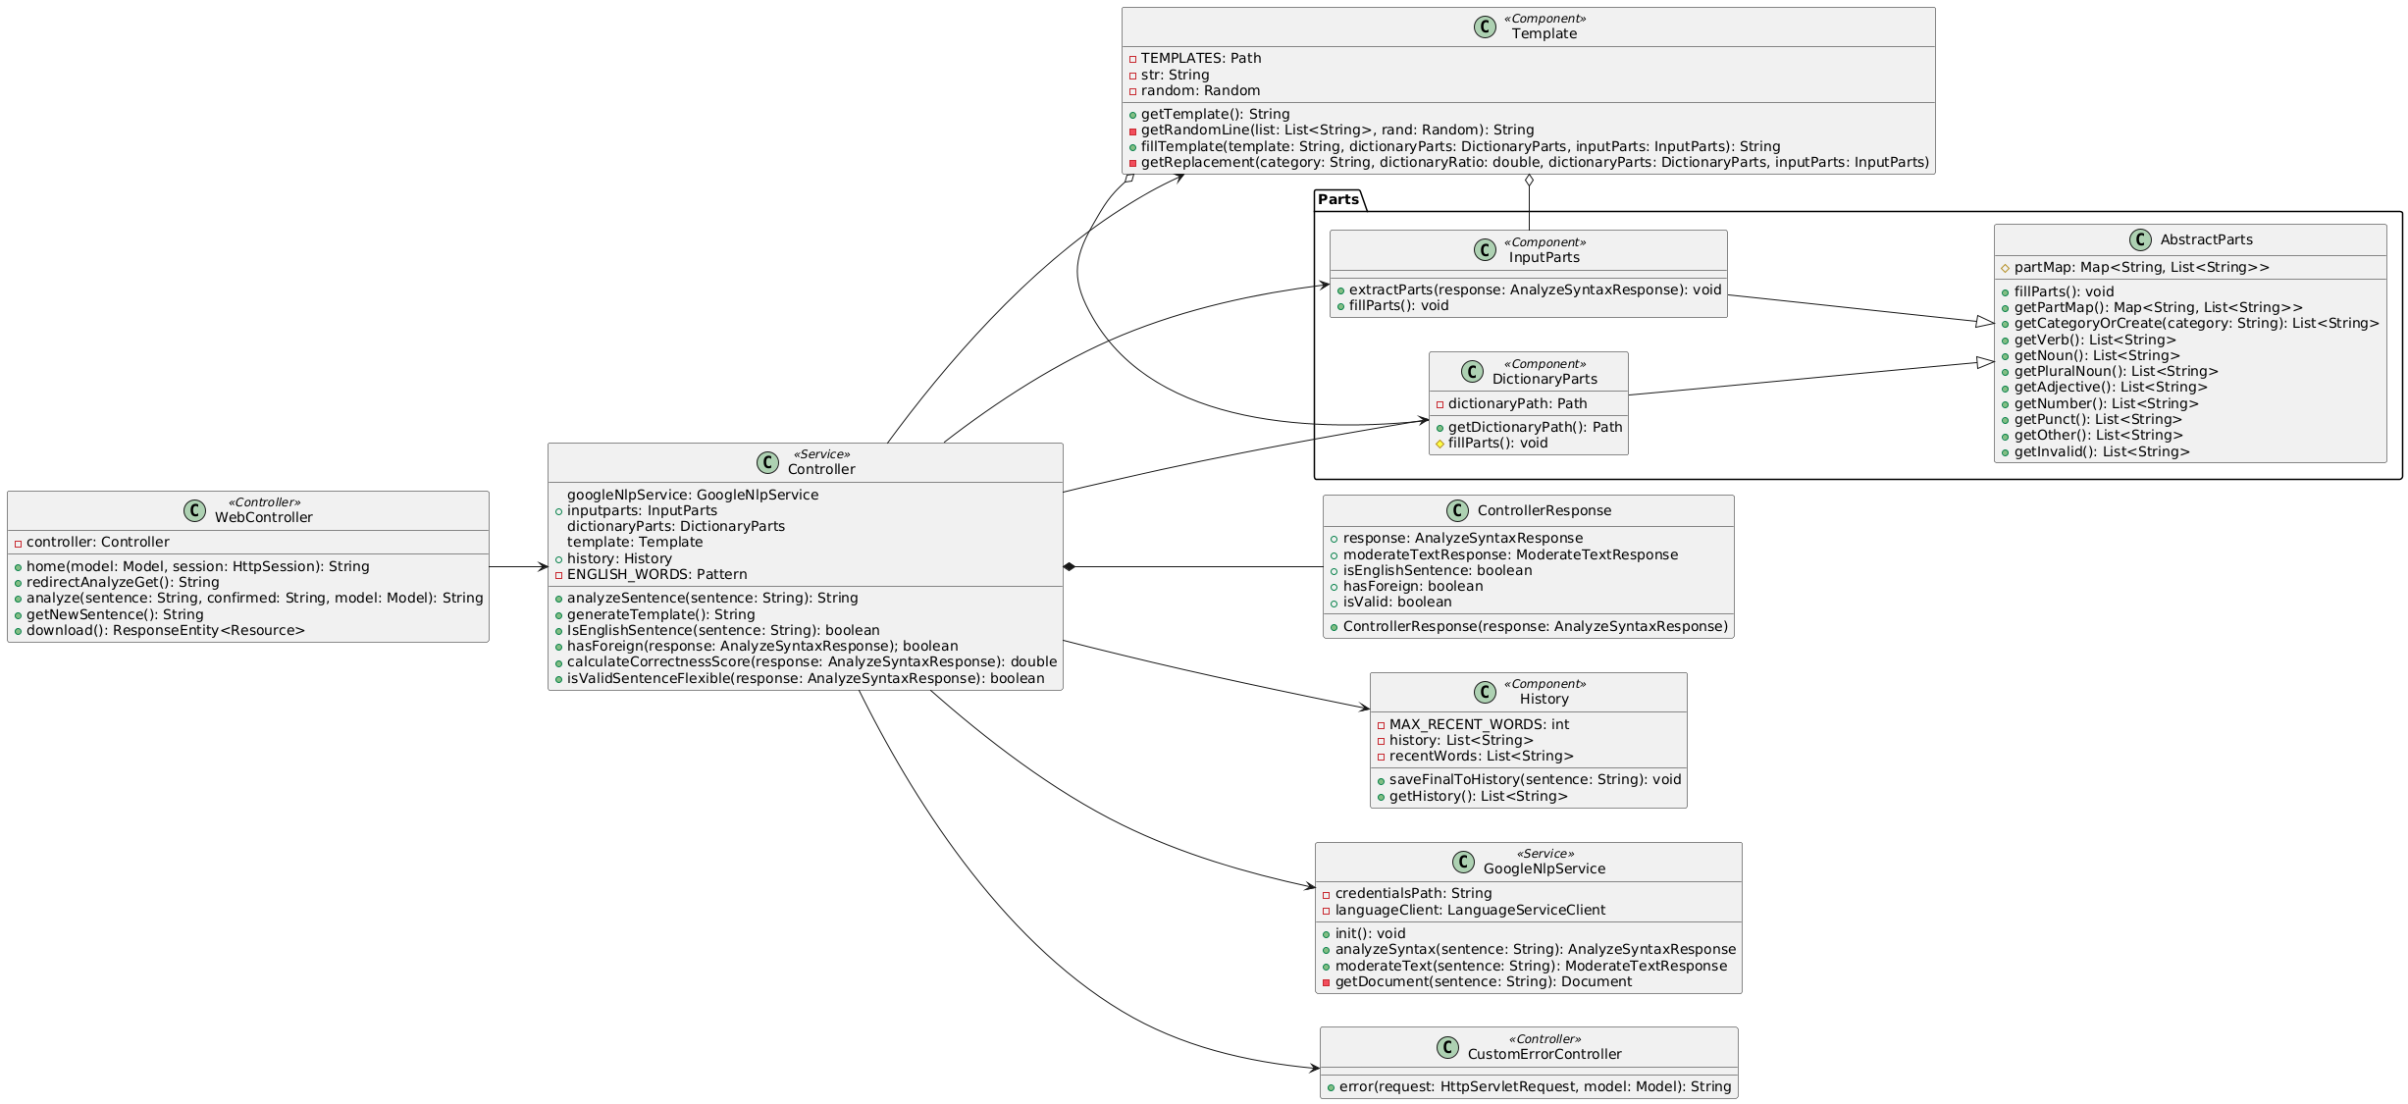 «Component»
Template
TEMPLATES: Path
str: String
random: Random
getTemplate(): String
getRandomLine(list: List<String>, rand: Random): String
fillTemplate(template: String, dictionaryParts: DictionaryParts, inputParts: InputParts): String
getReplacement(category: String, dictionaryRatio: double, dictionaryParts: DictionaryParts, inputParts: InputParts)
Parts
«Component»
InputParts
extractParts(response: AnalyzeSyntaxResponse): void
fillParts(): void
AbstractParts
partMap: Map<String, List<String>>
fillParts(): void
getPartMap(): Map<String, List<String>>
getCategoryOrCreate(category: String): List<String>
getVerb(): List<String>
getNoun(): List<String>
getPluralNoun(): List<String>
getAdjective(): List<String>
getNumber(): List<String>
getPunct(): List<String>
getOther(): List<String>
getInvalid(): List<String>
«Component»
DictionaryParts
dictionaryPath: Path
getDictionaryPath(): Path
fillParts(): void
«Controller»
WebController
controller: Controller
home(model: Model, session: HttpSession): String
redirectAnalyzeGet(): String
analyze(sentence: String, confirmed: String, model: Model): String
getNewSentence(): String
download(): ResponseEntity<Resource>
«Service»
Controller
googleNlpService: GoogleNlpService
inputparts: InputParts
dictionaryParts: DictionaryParts
template: Template
history: History
ENGLISH_WORDS: Pattern
analyzeSentence(sentence: String): String
generateTemplate(): String
IsEnglishSentence(sentence: String): boolean
hasForeign(response: AnalyzeSyntaxResponse); boolean
calculateCorrectnessScore(response: AnalyzeSyntaxResponse): double
isValidSentenceFlexible(response: AnalyzeSyntaxResponse): boolean
ControllerResponse
response: AnalyzeSyntaxResponse
moderateTextResponse: ModerateTextResponse
isEnglishSentence: boolean
hasForeign: boolean
isValid: boolean
ControllerResponse(response: AnalyzeSyntaxResponse)
«Component»
History
MAX_RECENT_WORDS: int
history: List<String>
recentWords: List<String>
saveFinalToHistory(sentence: String): void
getHistory(): List<String>
«Service»
GoogleNlpService
credentialsPath: String
languageClient: LanguageServiceClient
init(): void
analyzeSyntax(sentence: String): AnalyzeSyntaxResponse
moderateText(sentence: String): ModerateTextResponse
getDocument(sentence: String): Document
«Controller»
CustomErrorController
error(request: HttpServletRequest, model: Model): String